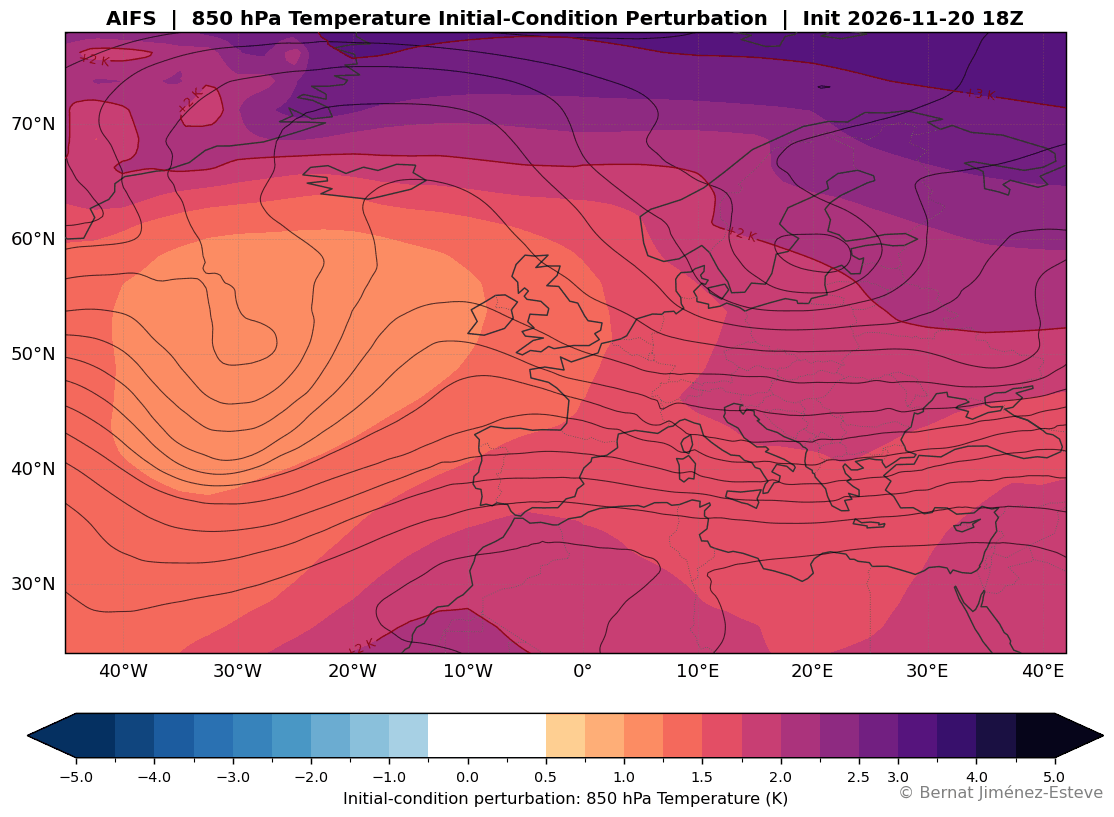 AIFS | 850 hPa Temperature Initial-Condition Perturbation | Init 2026-11-20 18Z
+2 K
+2 K
+3 K
+2 K
+2 K
70°N
60°N
50°N
40°N
30°N
40°W 30°W 20°W 10°W 0° 10°E 20°E 30°E 40°E
−5.0 −4.0 −3.0 −2.0 −1.0 0.0 0.5 1.0 1.5 2.0 2.5 3.0 4.0 5.0
Initial-condition perturbation: 850 hPa Temperature (K)
© Bernat Jiménez-Esteve